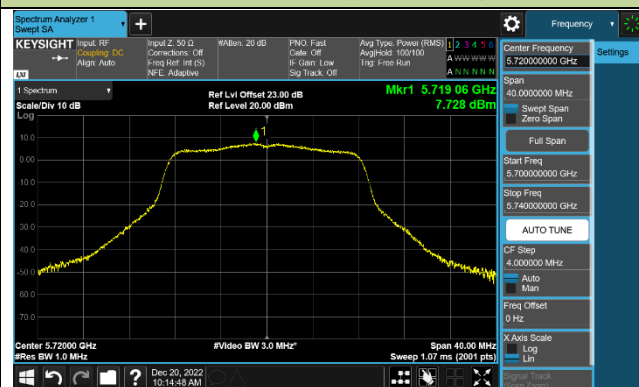 Spectrum Analyzer 1
Swept SA
Frequency
KEYSIGHT
Input: RF
Coupling: DC
Align: Auto
Input Z: 50 Ω
Corrections: Off
Freq Ref: Int (S)
NFE: Adaptive
#Atten: 20 dB
PNO: Fast
Gate: Off
IF Gain: Low
Sig Track: Off
Avg Type: Power (RMS)
Avg|Hold: 100/100
Trig: Free Run
1 2 3 4 5 6
A W W W W W
A N N N N N
LXI
1 Spectrum
Scale/Div 10 dB
Log
Ref Lvl Offset 23.00 dB
Ref Level 20.00 dBm
Mkr1 5.719 06 GHz
7.728 dBm
1
10.0
0.00
-10.0
-20.0
-30.0
-40.0
-50.0
-60.0
-70.0
Center 5.72000 GHz
#Res BW 1.0 MHz
#Video BW 3.0 MHz*
Span 40.00 MHz
Sweep 1.07 ms (2001 pts)
Dec 20, 2022
10:14:48 AM
Settings
Center Frequency
5.720000000 GHz
Span
40.0000000 MHz
Swept Span
Zero Span
Full Span
Start Freq
5.700000000 GHz
Stop Freq
5.740000000 GHz
AUTO TUNE
CF Step
4.000000 MHz
Auto
Man
Freq Offset
0 Hz
X Axis Scale
Log
Lin
Signal Track
(Span Zoom)